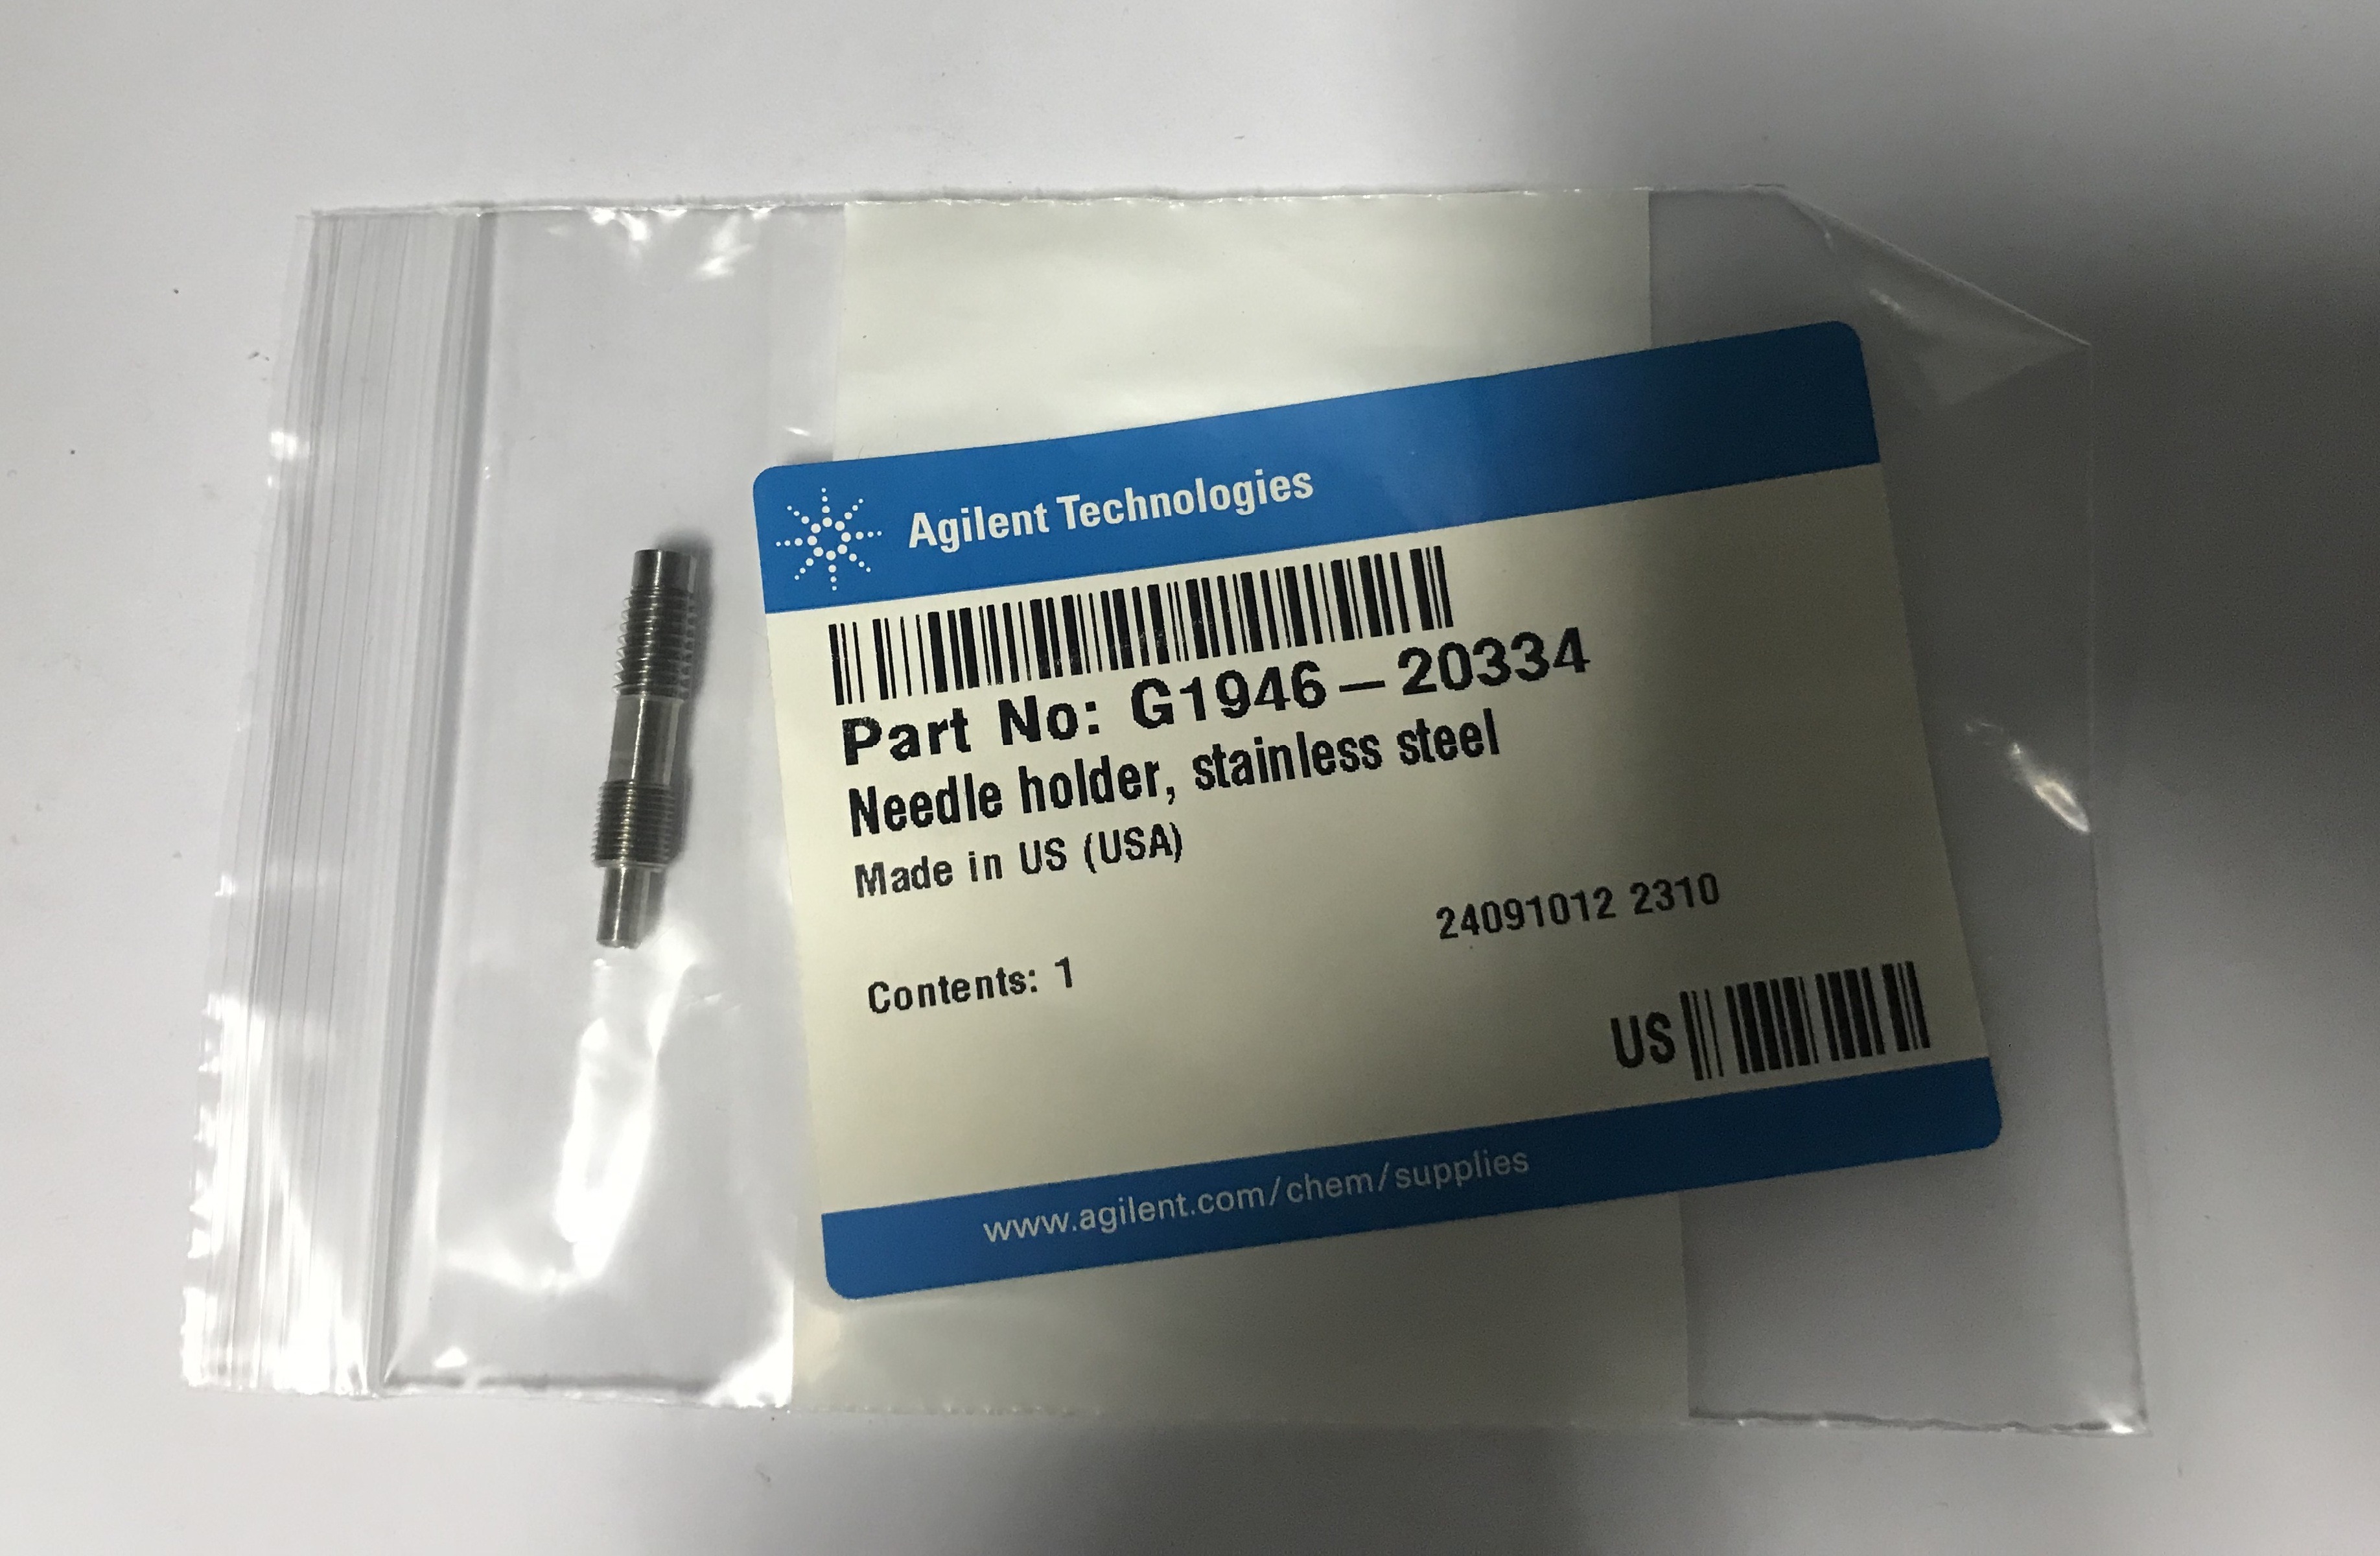 Agilent Technologies
Part No: G1946-20334
Needle holder, stainless steel
Made in US (USA)
24091012 2310
Contents: 1
US
www.agilent.com/chem/supplies